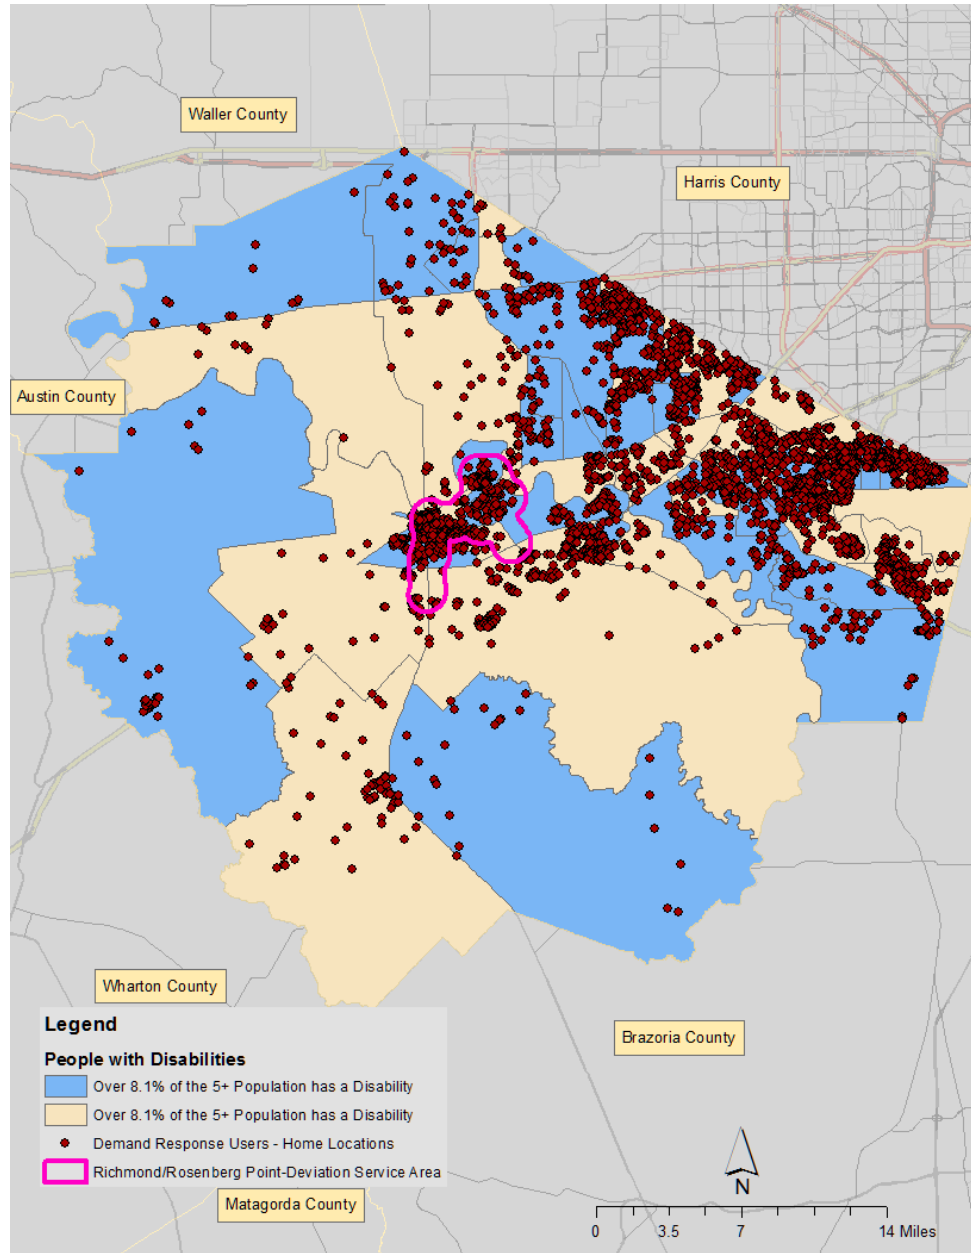 Waller County
Harris County
Austin County
Wharton County
Legend
People with Disabilities
Over 8.1% of the 5+ Population has a Disability
Over 8.1% of the 5+ Population has a Disability
Demand Response Users - Home Locations
Richmond/Rosenberg Point-Deviation Service Area
Brazoria County
Matagorda County
N
0 3.5 7 14 Miles